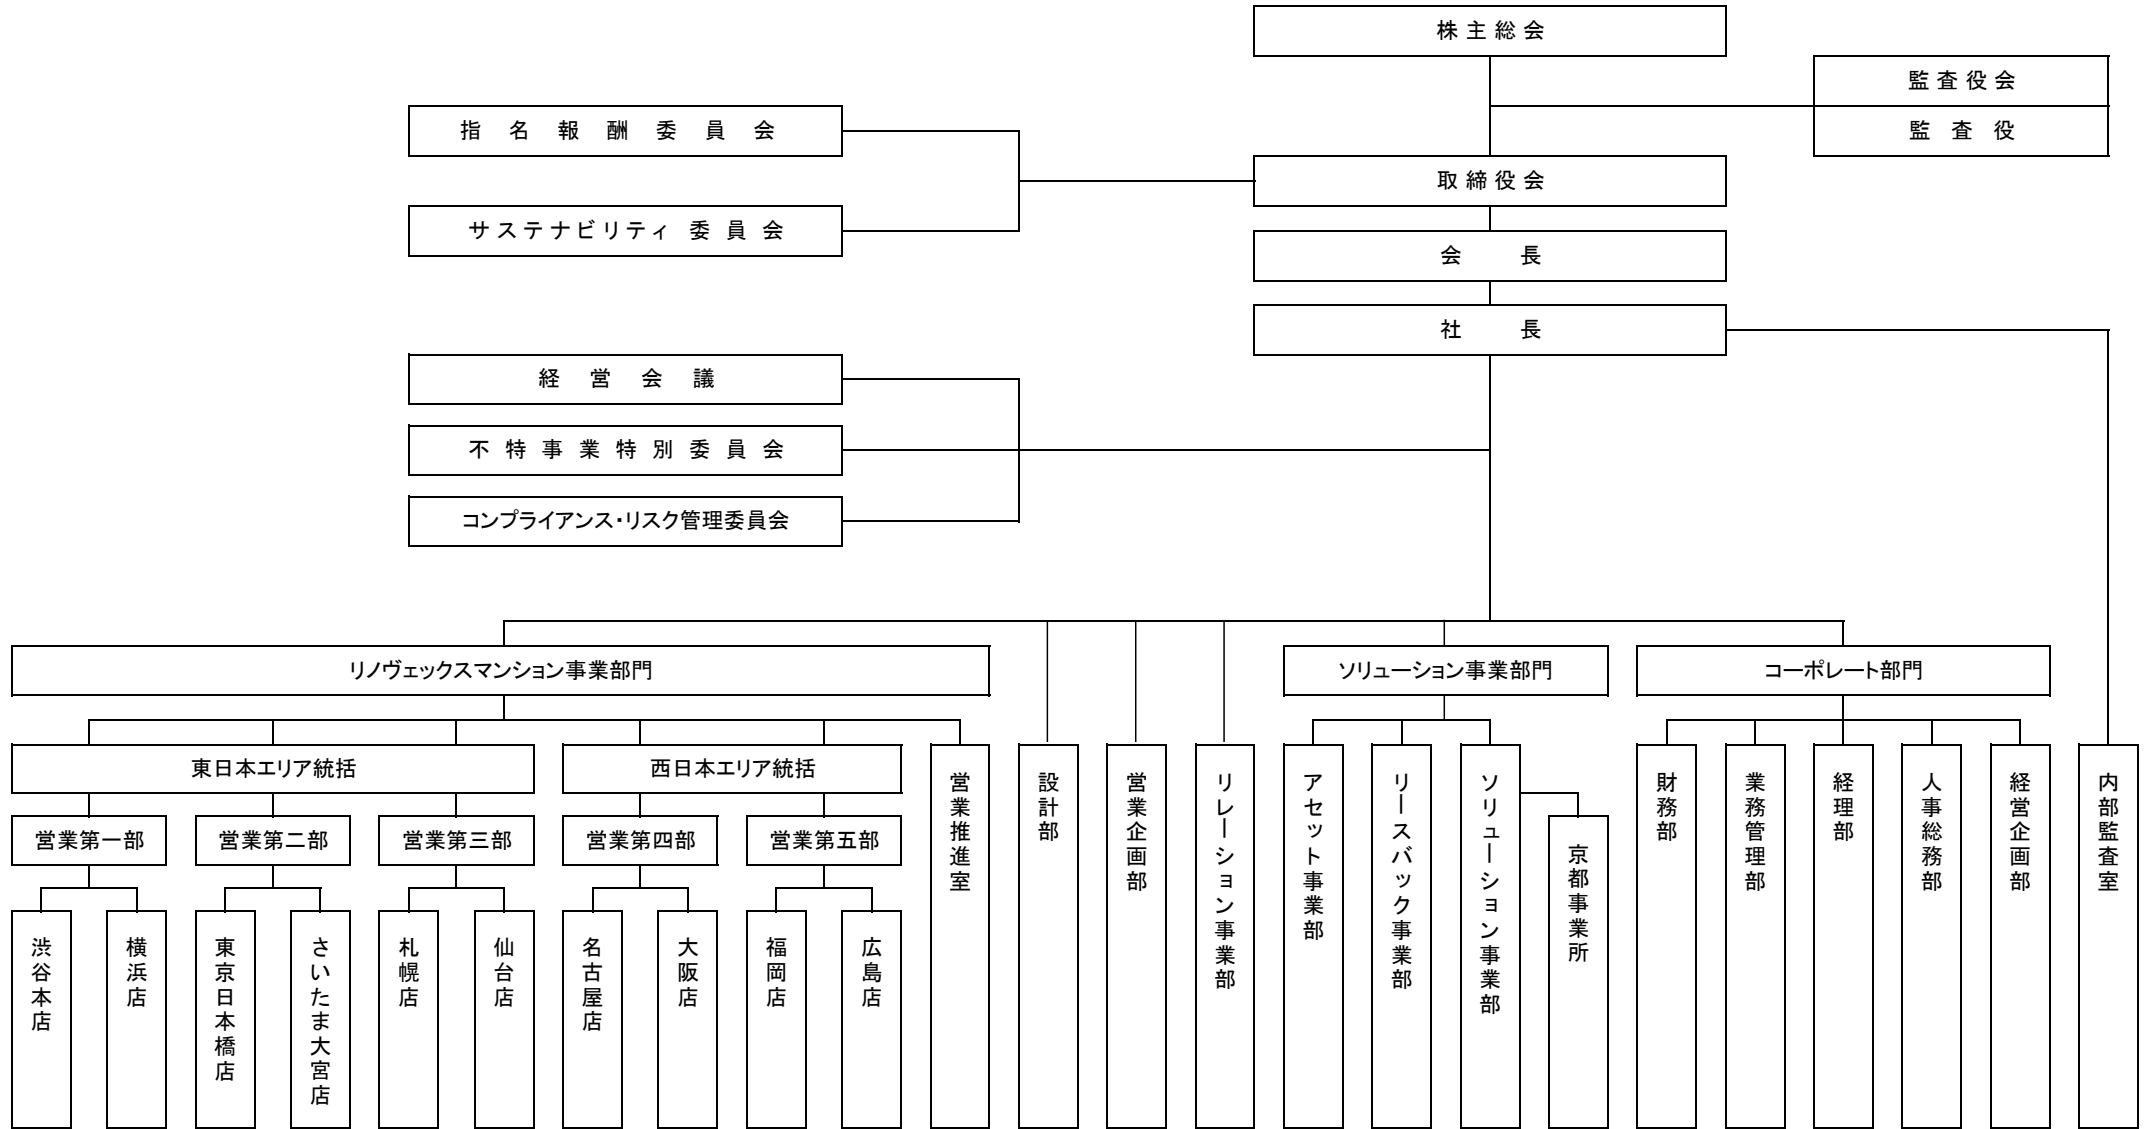 株主総会
監査役会
監査役
指名報酬委員会
取締役会
サステナビリティ委員会
会長
社長
経営会議
不特事業特別委員会
コンプライアンス・リスク管理委員会
リノヴェックスマンション事業部門
ソリューション事業部門
コーポレート部門
東日本エリア統括
西日本エリア統括
営業第一部
営業第二部
営業第三部
営業第四部
営業第五部
渋谷本店
横浜店
東京日本橋店
さいたま大宮店
札幌店
仙台店
名古屋店
大阪店
福岡店
広島店
営業推進室
設計部
営業企画部
リレーション事業部
アセット事業部
リースバック事業部
ソリューション事業部
京都事業所
財務部
業務管理部
経理部
人事総務部
経営企画部
内部監査室